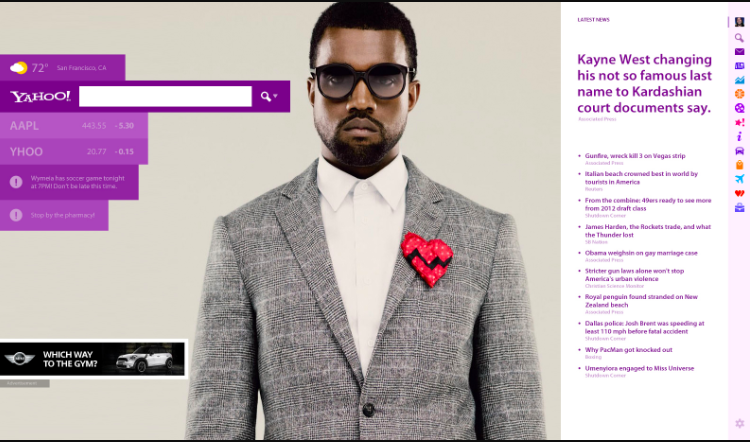 72° San Francisco, CA
YAHOO!
AAPL 443.55 - 5.30
YHOO 20.77 - 0.15
Wymeia has soccer game tonight
at 7PM! Don't be late this time.
Stop by the pharmacy!
MINI
WHICH WAY
TO THE GYM?
Advertisement
LATEST NEWS
Kayne West changing
his not so famous last
name to Kardashian
court documents say.
Associated Press
Gunfire, wreck kill 3 on Vegas strip
Associated Press
Italian beach crowned best in world by
tourists in America
Reuters
From the combine: 49ers ready to see more
from 2012 draft class
Shutdown Corner
James Harden, the Rockets trade, and what
the Thunder lost
SB Nation
Obama weighsin on gay marriage case
Associated Press
Stricter gun laws alone won't stop
America's urban violence
Christian Science Monitor
Royal penguin found stranded on New
Zealand beach
Associated Press
Dallas police: Josh Brent was speeding at
least 110 mph before fatal accident
Shutdown Corner
Why PacMan got knocked out
Boxing
Umenyiora engaged to Miss Universe
Shutdown Corner